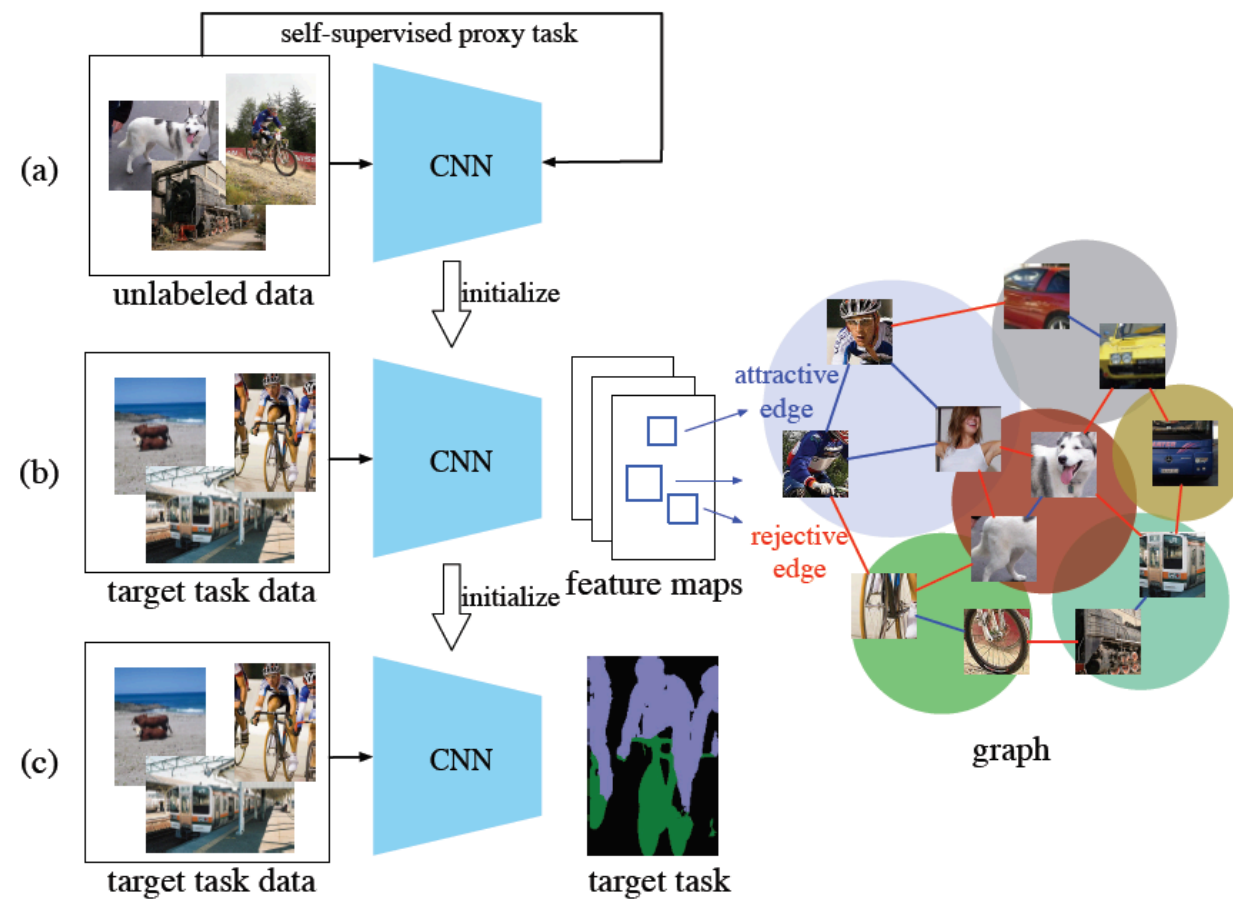 self-supervised proxy task
(a)
CNN
unlabeled data
initialize
(b)
CNN
attractive
edge
rejective
edge
target task data
feature maps
initialize
(c)
CNN
graph
target task data
target task